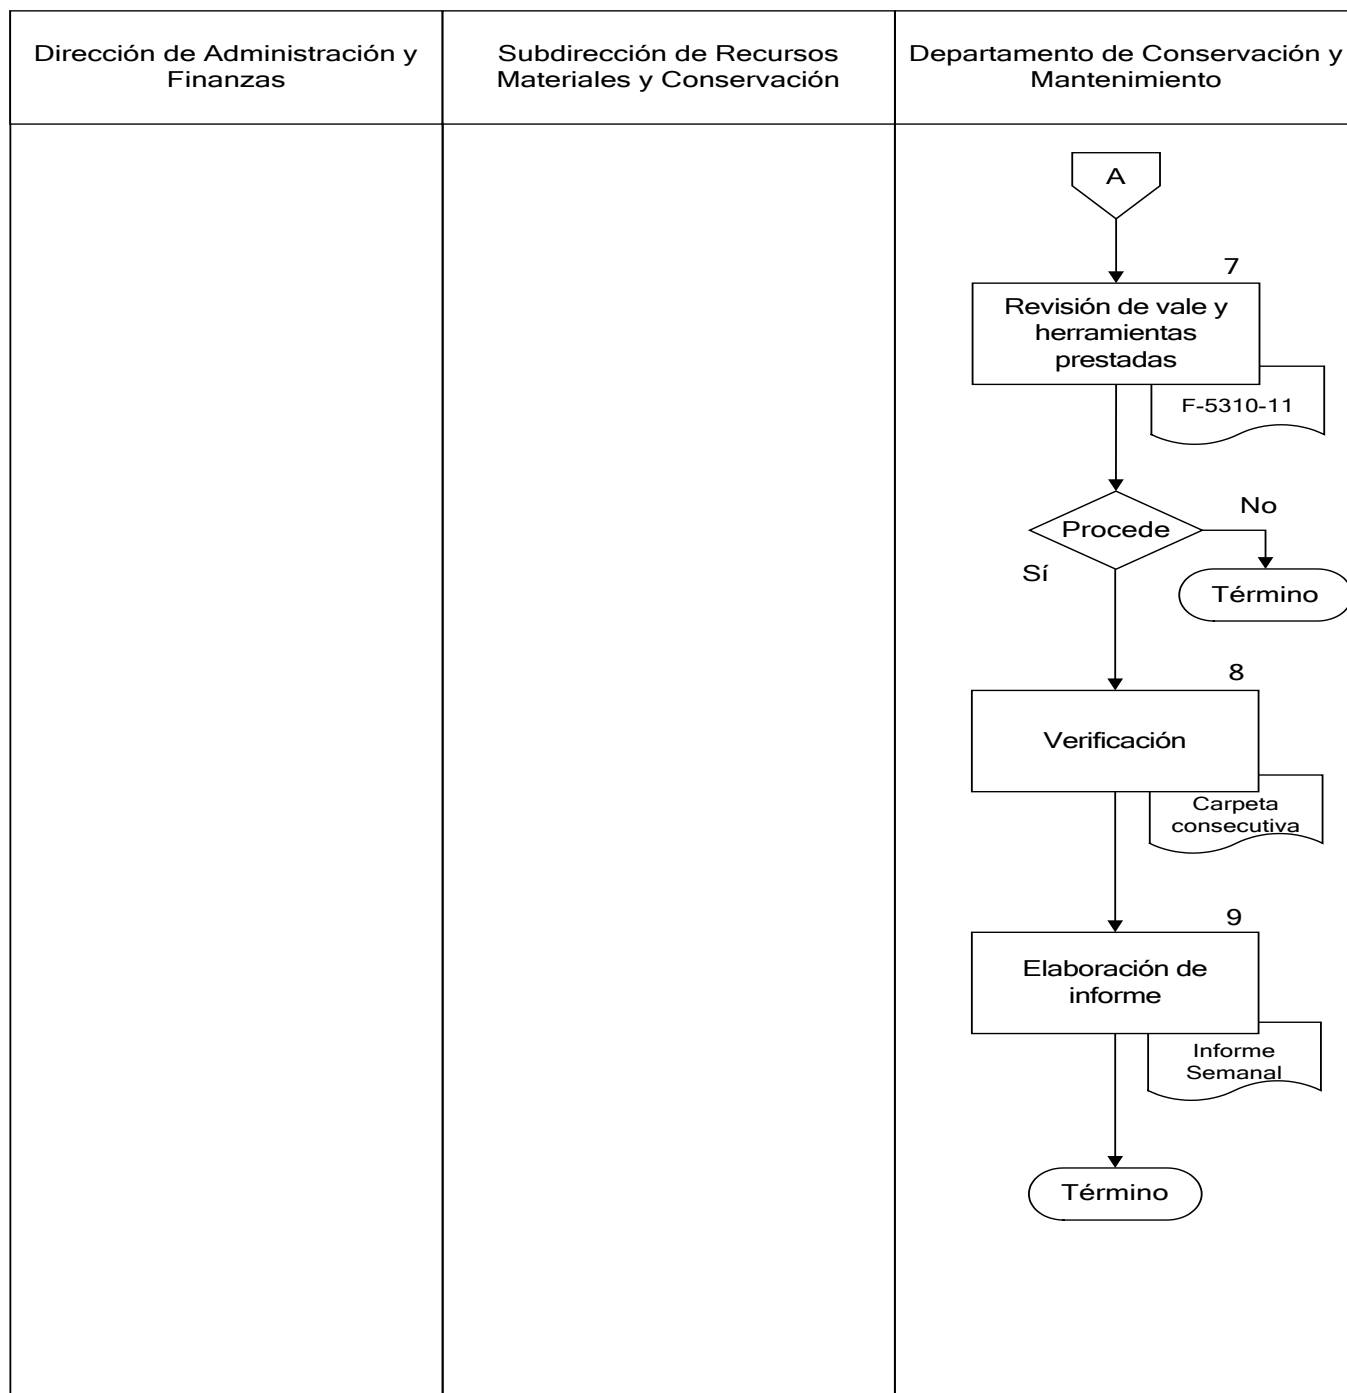 Dirección de Administración y
Finanzas
Subdirección de Recursos
Materiales y Conservación
Departamento de Conservación y
Mantenimiento
A
7
Revisión de vale y
herramientas
prestadas
F-5310-11
No
Procede
Sí
Término
8
Verificación
Carpeta
consecutiva
9
Elaboración de
informe
Informe
Semanal
Término